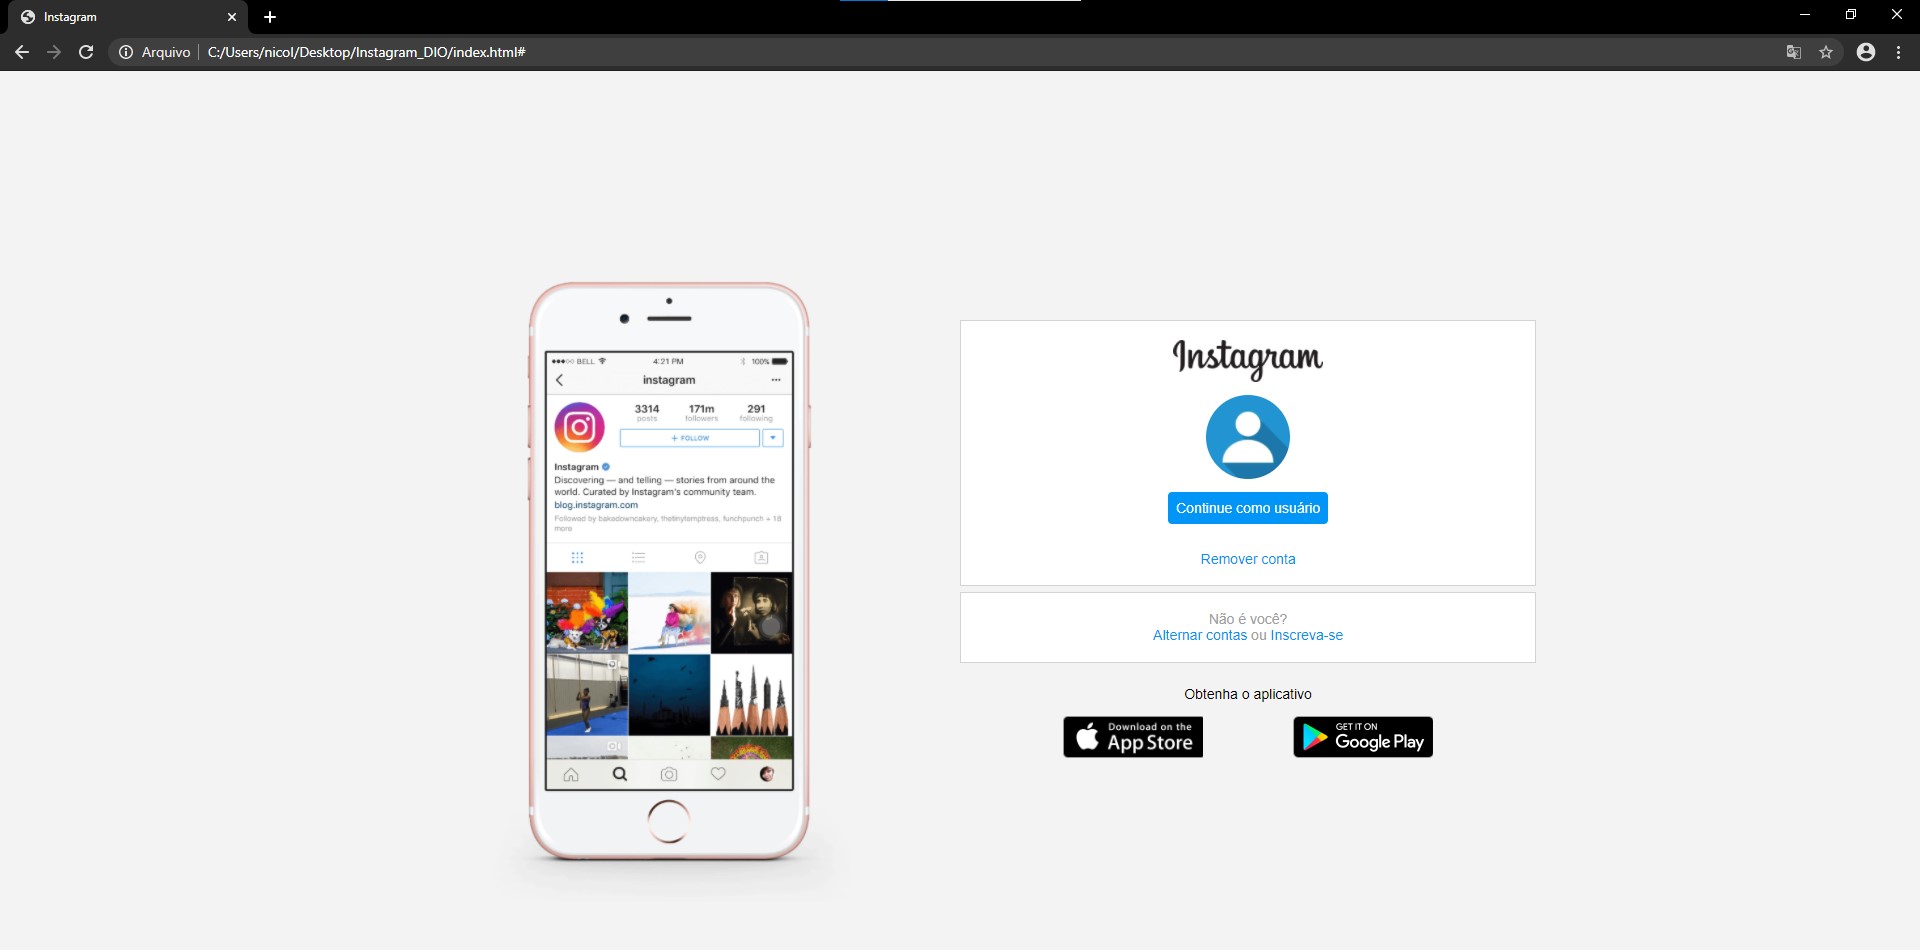 Instagram
Arquivo
C:/Users/nicol/Desktop/Instagram_DIO/index.html#
BELL
4:21 PM
100%
instagram
3314
171m
291
posts
followers
following
+ FOLLOW
Instagram
Discovering — and telling — stories from around the
world. Curated by Instagram's community team.
blog.instagram.com
Followed by bakedowncakery, thetinytemptress, funchpunch + 18
more
Instagram
Continue como usuário
Remover conta
Não é você?
Alternar contas ou Inscreva-se
Obtenha o aplicativo
Download on the
App Store
GET IT ON
Google Play